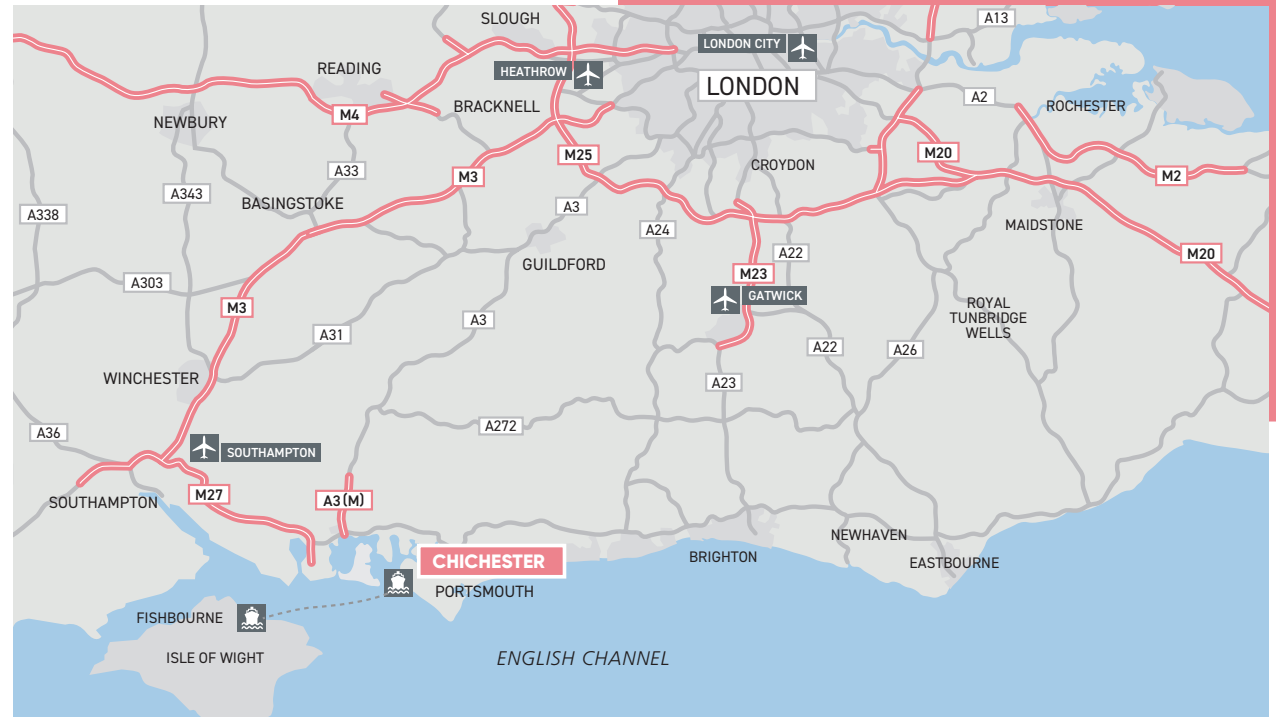 SLOUGH
A13
LONDON CITY
HEATHROW
READING
LONDON
BRACKNELL
A2
ROCHESTER
M4
NEWBURY
M25
M20
CROYDON
A33
M3
M2
A343
BASINGSTOKE
A3
A338
A24
MAIDSTONE
A22
M20
GUILDFORD
M23
A303
GATWICK
M3
ROYAL
TUNBRIDGE
WELLS
A3
A31
A22
A26
WINCHESTER
A23
A272
A36
SOUTHAMPTON
M27
A3(M)
SOUTHAMPTON
NEWHAVEN
BRIGHTON
CHICHESTER
EASTBOURNE
PORTSMOUTH
FISHBOURNE
ISLE OF WIGHT
ENGLISH CHANNEL